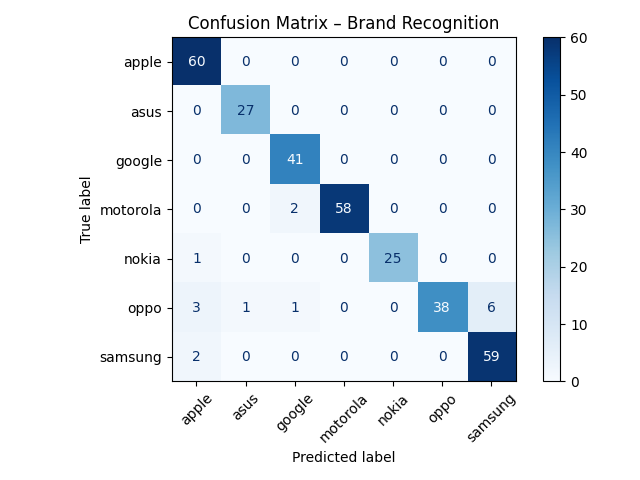 Confusion Matrix – Brand Recognition
True label
apple 60 0 0 0 0 0 0
asus 0 27 0 0 0 0 0
google 0 0 41 0 0 0 0
motorola 0 0 2 58 0 0 0
nokia 1 0 0 0 25 0 0
oppo 3 1 1 0 0 38 6
samsung 2 0 0 0 0 0 59
apple asus google motorola nokia oppo samsung
Predicted label
60
50
40
30
20
10
0